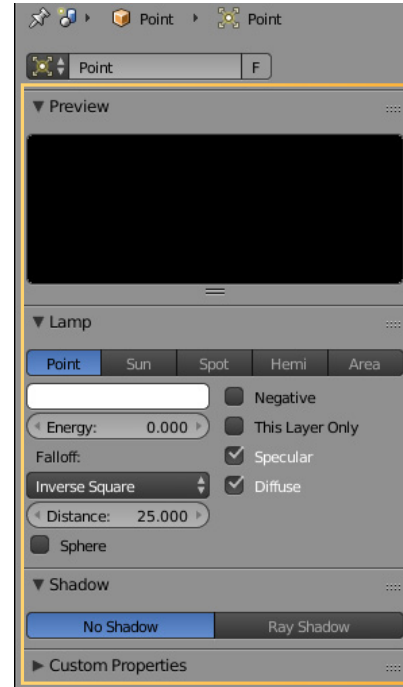 Point Point
Point F
Preview
Lamp
Point Sun Spot Hemi Area
Negative
Energy: 0.000 This Layer Only
Falloff: Specular
Inverse Square Diffuse
Distance: 25.000
Sphere
Shadow
No Shadow Ray Shadow
Custom Properties